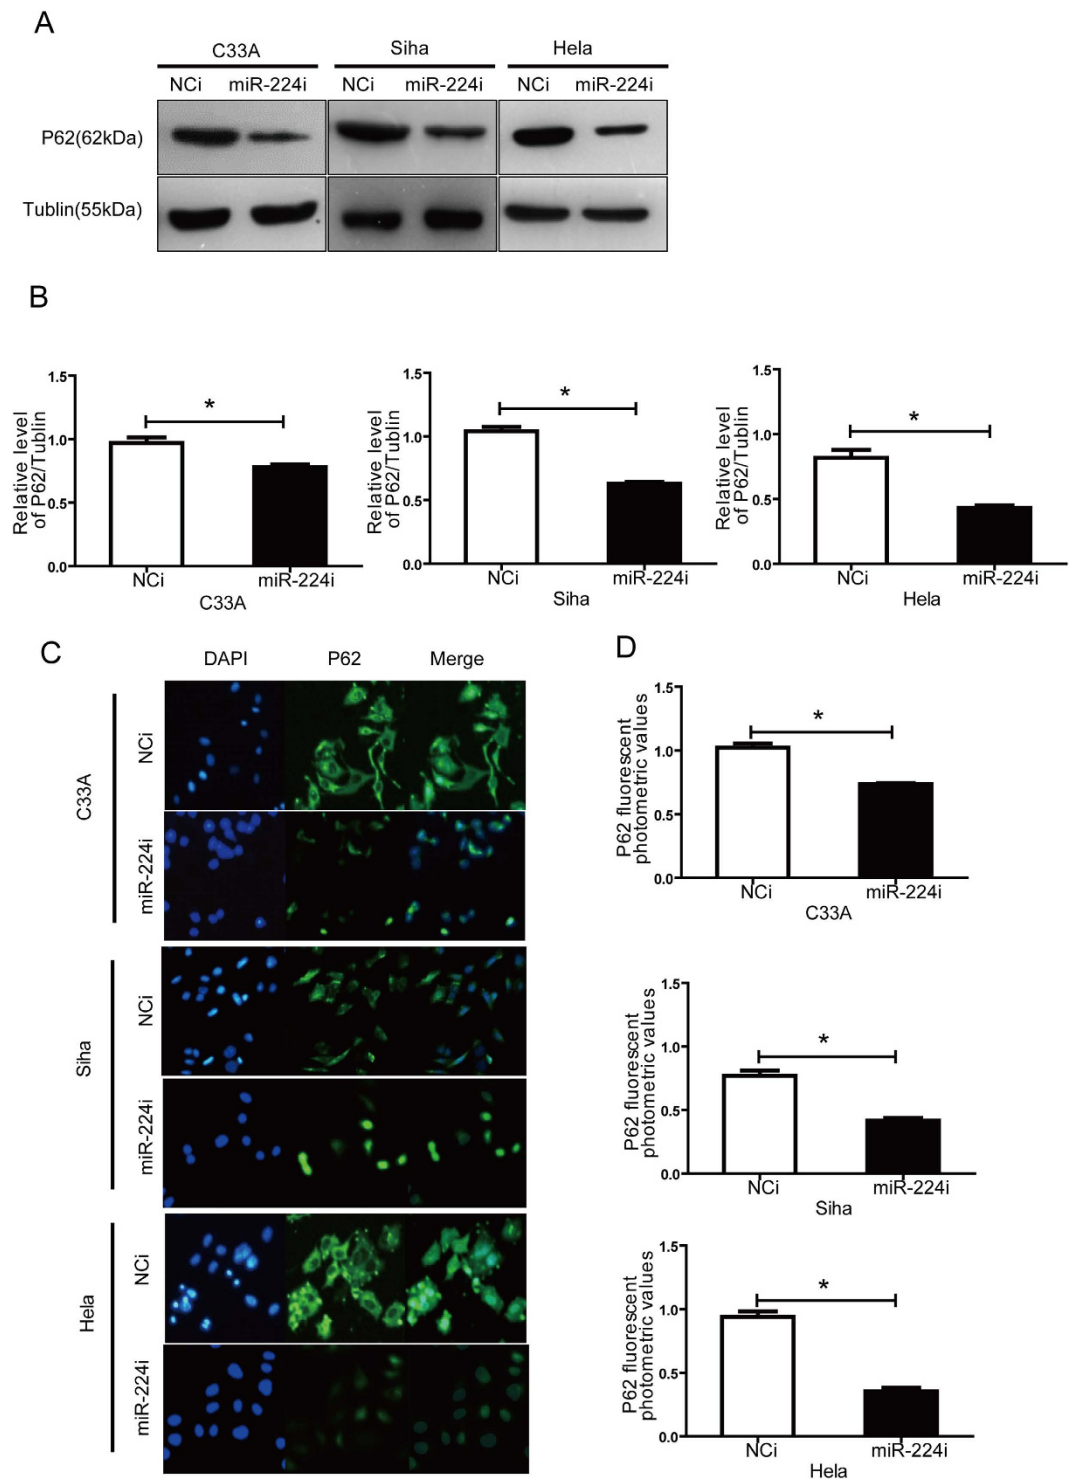 A
C33A Siha Hela
NCi miR-224i NCi miR-224i NCi miR-224i
P62(62kDa)
Tublin(55kDa)
B
Relative level
of P62/Tublin
1.5
1.0
0.5
0.0
*
NCi miR-224i
C33A
Relative level
of P62/Tublin
1.5
1.0
0.5
0.0
*
NCi miR-224i
Siha
Relative level
of P62/Tublin
1.5
1.0
0.5
0.0
*
NCi miR-224i
Hela
C
DAPI P62 Merge
C33A
NCi
miR-224i
Siha
NCi
miR-224i
Hela
NCi
miR-224i
D
P62 fluorescent
photometric values
1.5
1.0
0.5
0.0
*
NCi miR-224i
C33A
P62 fluorescent
photometric values
1.5
1.0
0.5
0.0
*
NCi miR-224i
Siha
P62 fluorescent
photometric values
1.5
1.0
0.5
0.0
*
NCi miR-224i
Hela